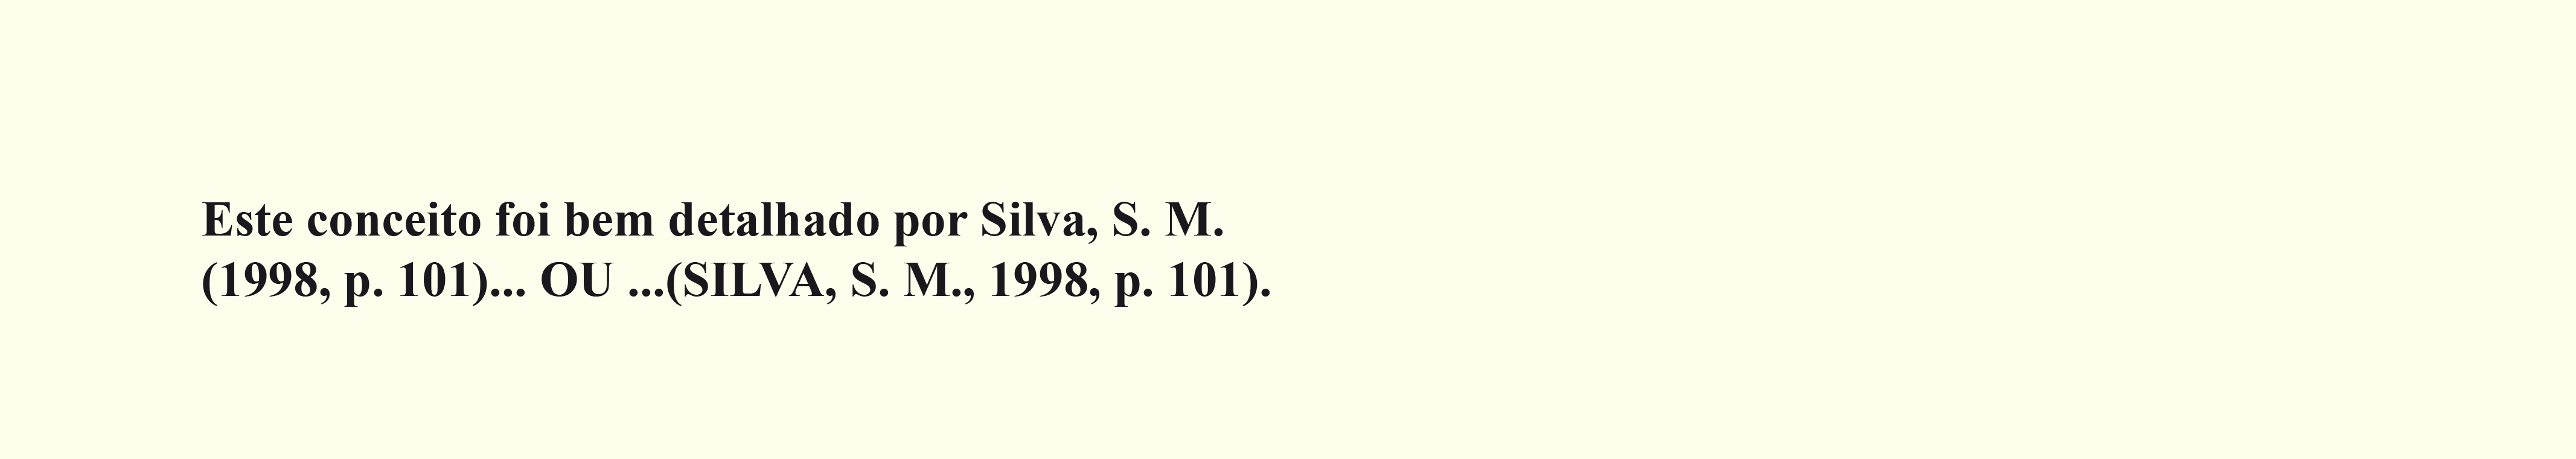 Este conceito foi bem detalhado por Silva, S. M.
(1998, p. 101)... OU ...(SILVA, S. M., 1998, p. 101).